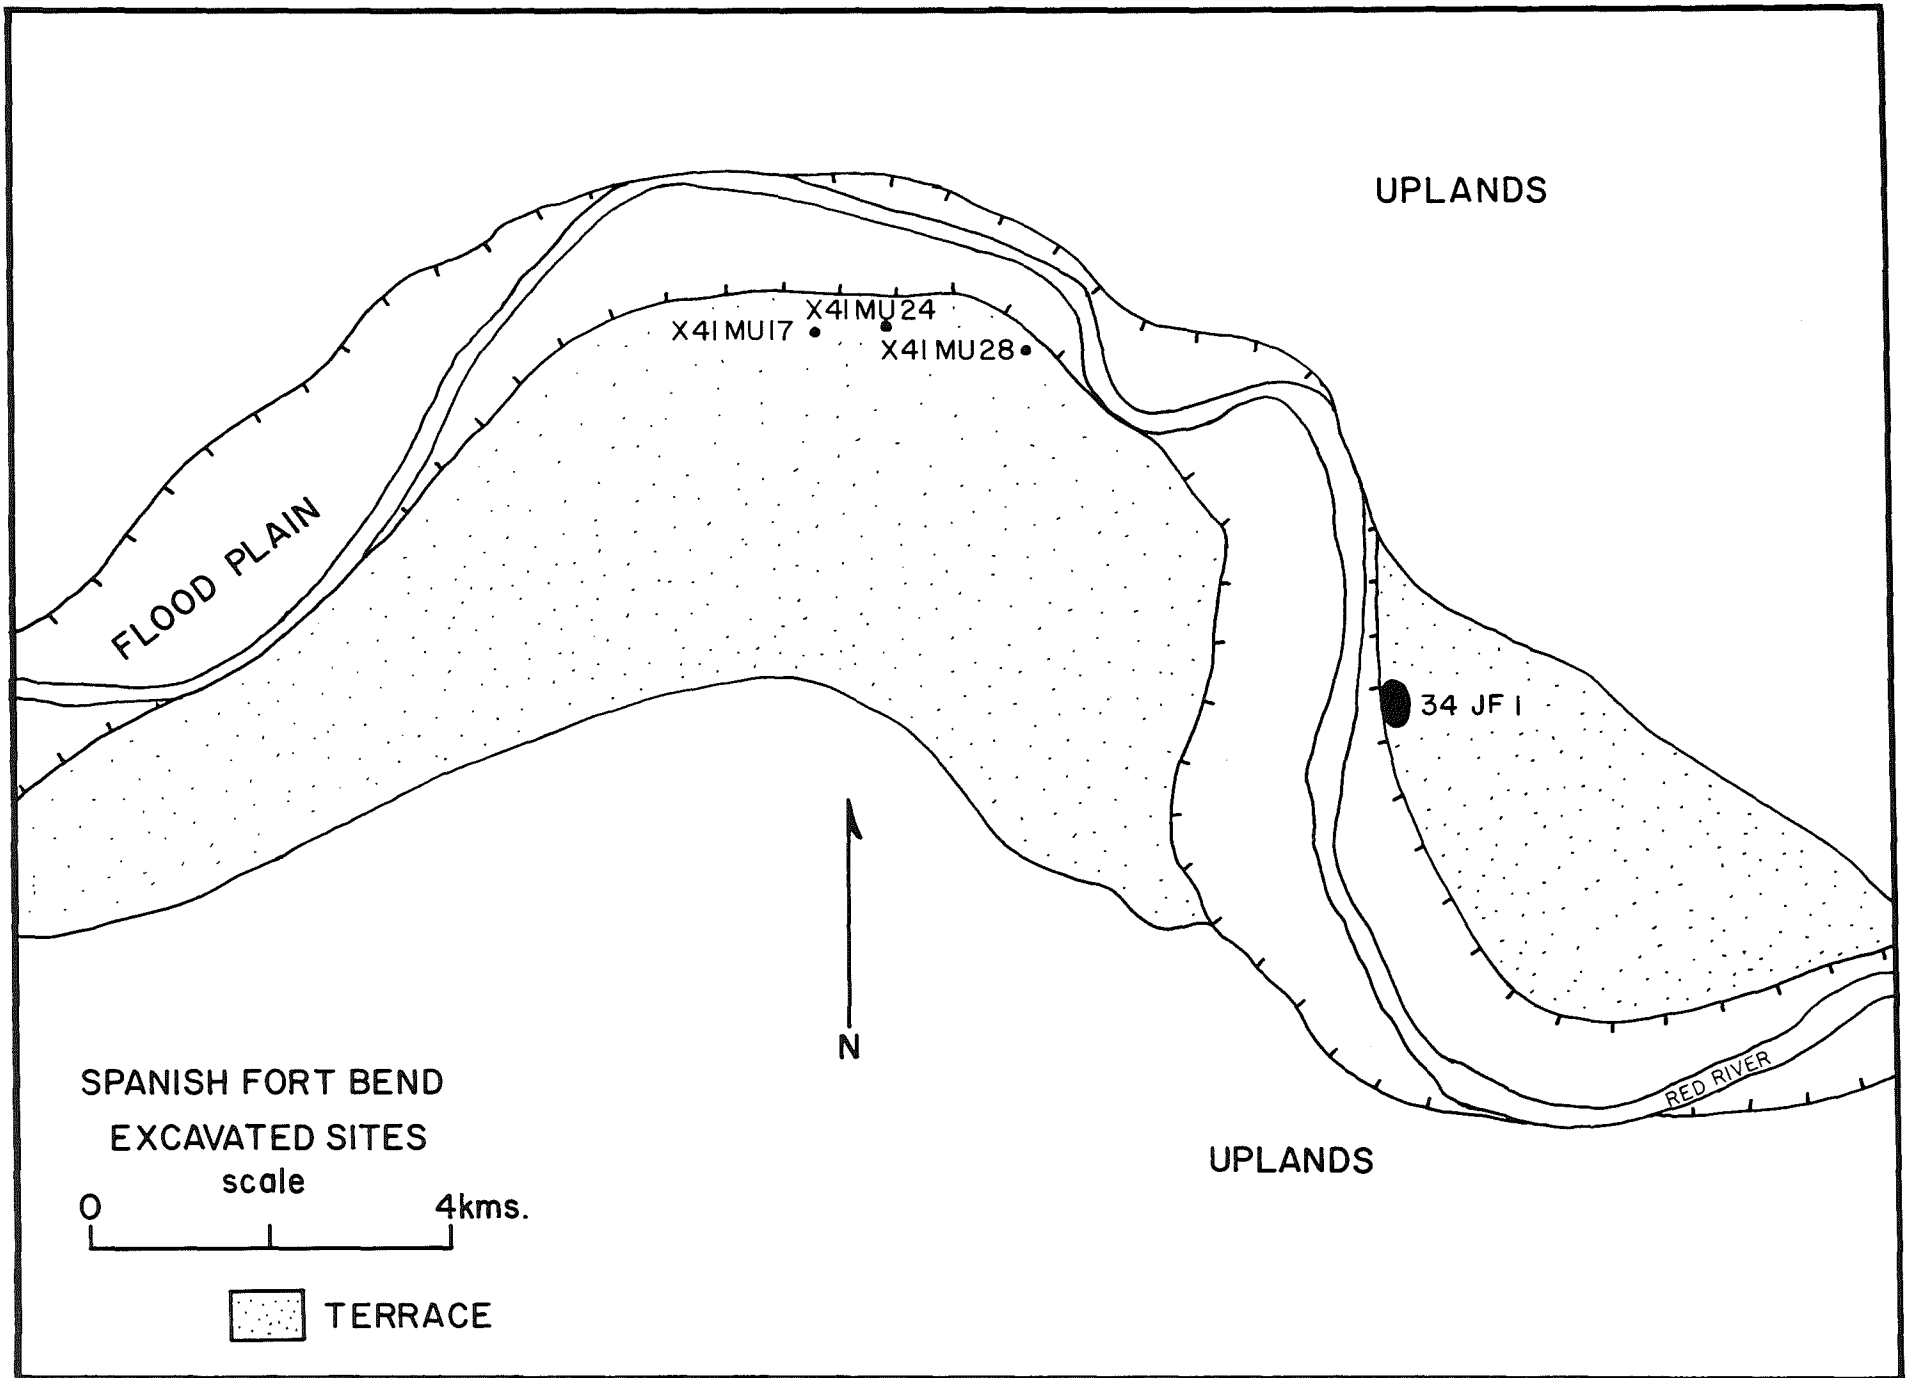 UPLANDS
X41MU24
X41MU17
X41MU28
FLOOD PLAIN
34 JF 1
N
SPANISH FORT BEND
EXCAVATED SITES
scale
0 4kms.
TERRACE
RED RIVER
UPLANDS